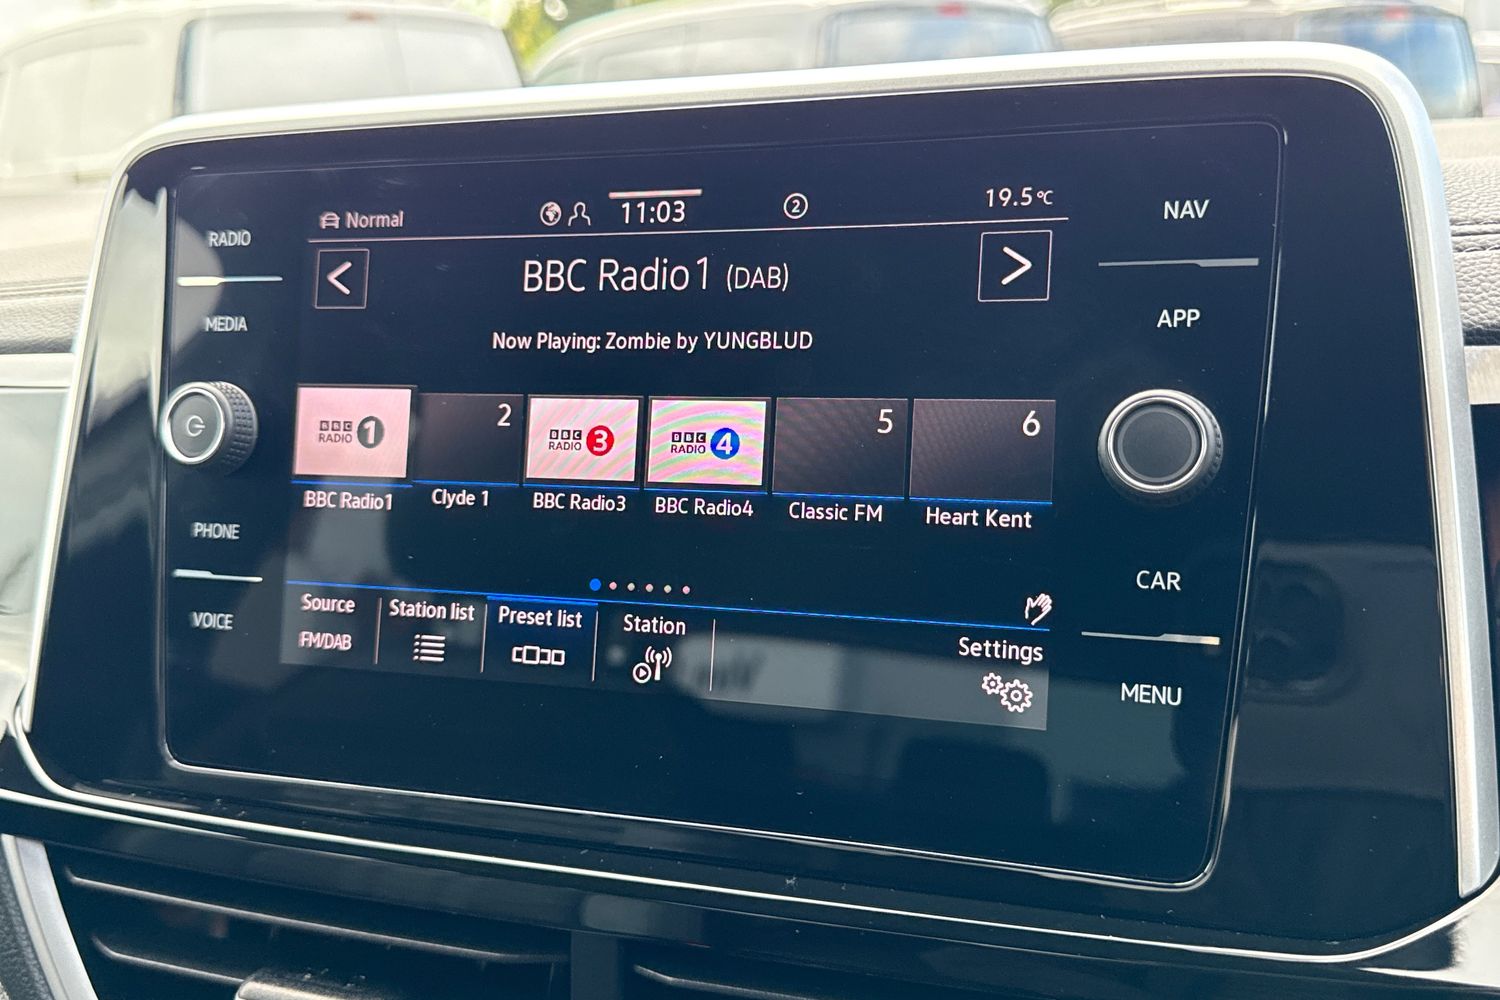 Normal
11:03
2
19.5°C
RADIO
MEDIA
PHONE
VOICE
NAV
APP
CAR
MENU
<
BBC Radio1 (DAB)
>
Now Playing: Zombie by YUNGBLUD
BBC RADIO 1
2
BBC RADIO 3
BBC RADIO 4
5
6
BBC Radio1
Clyde 1
BBC Radio3
BBC Radio4
Classic FM
Heart Kent
Source
FM/DAB
Station list
Preset list
Station
Settings